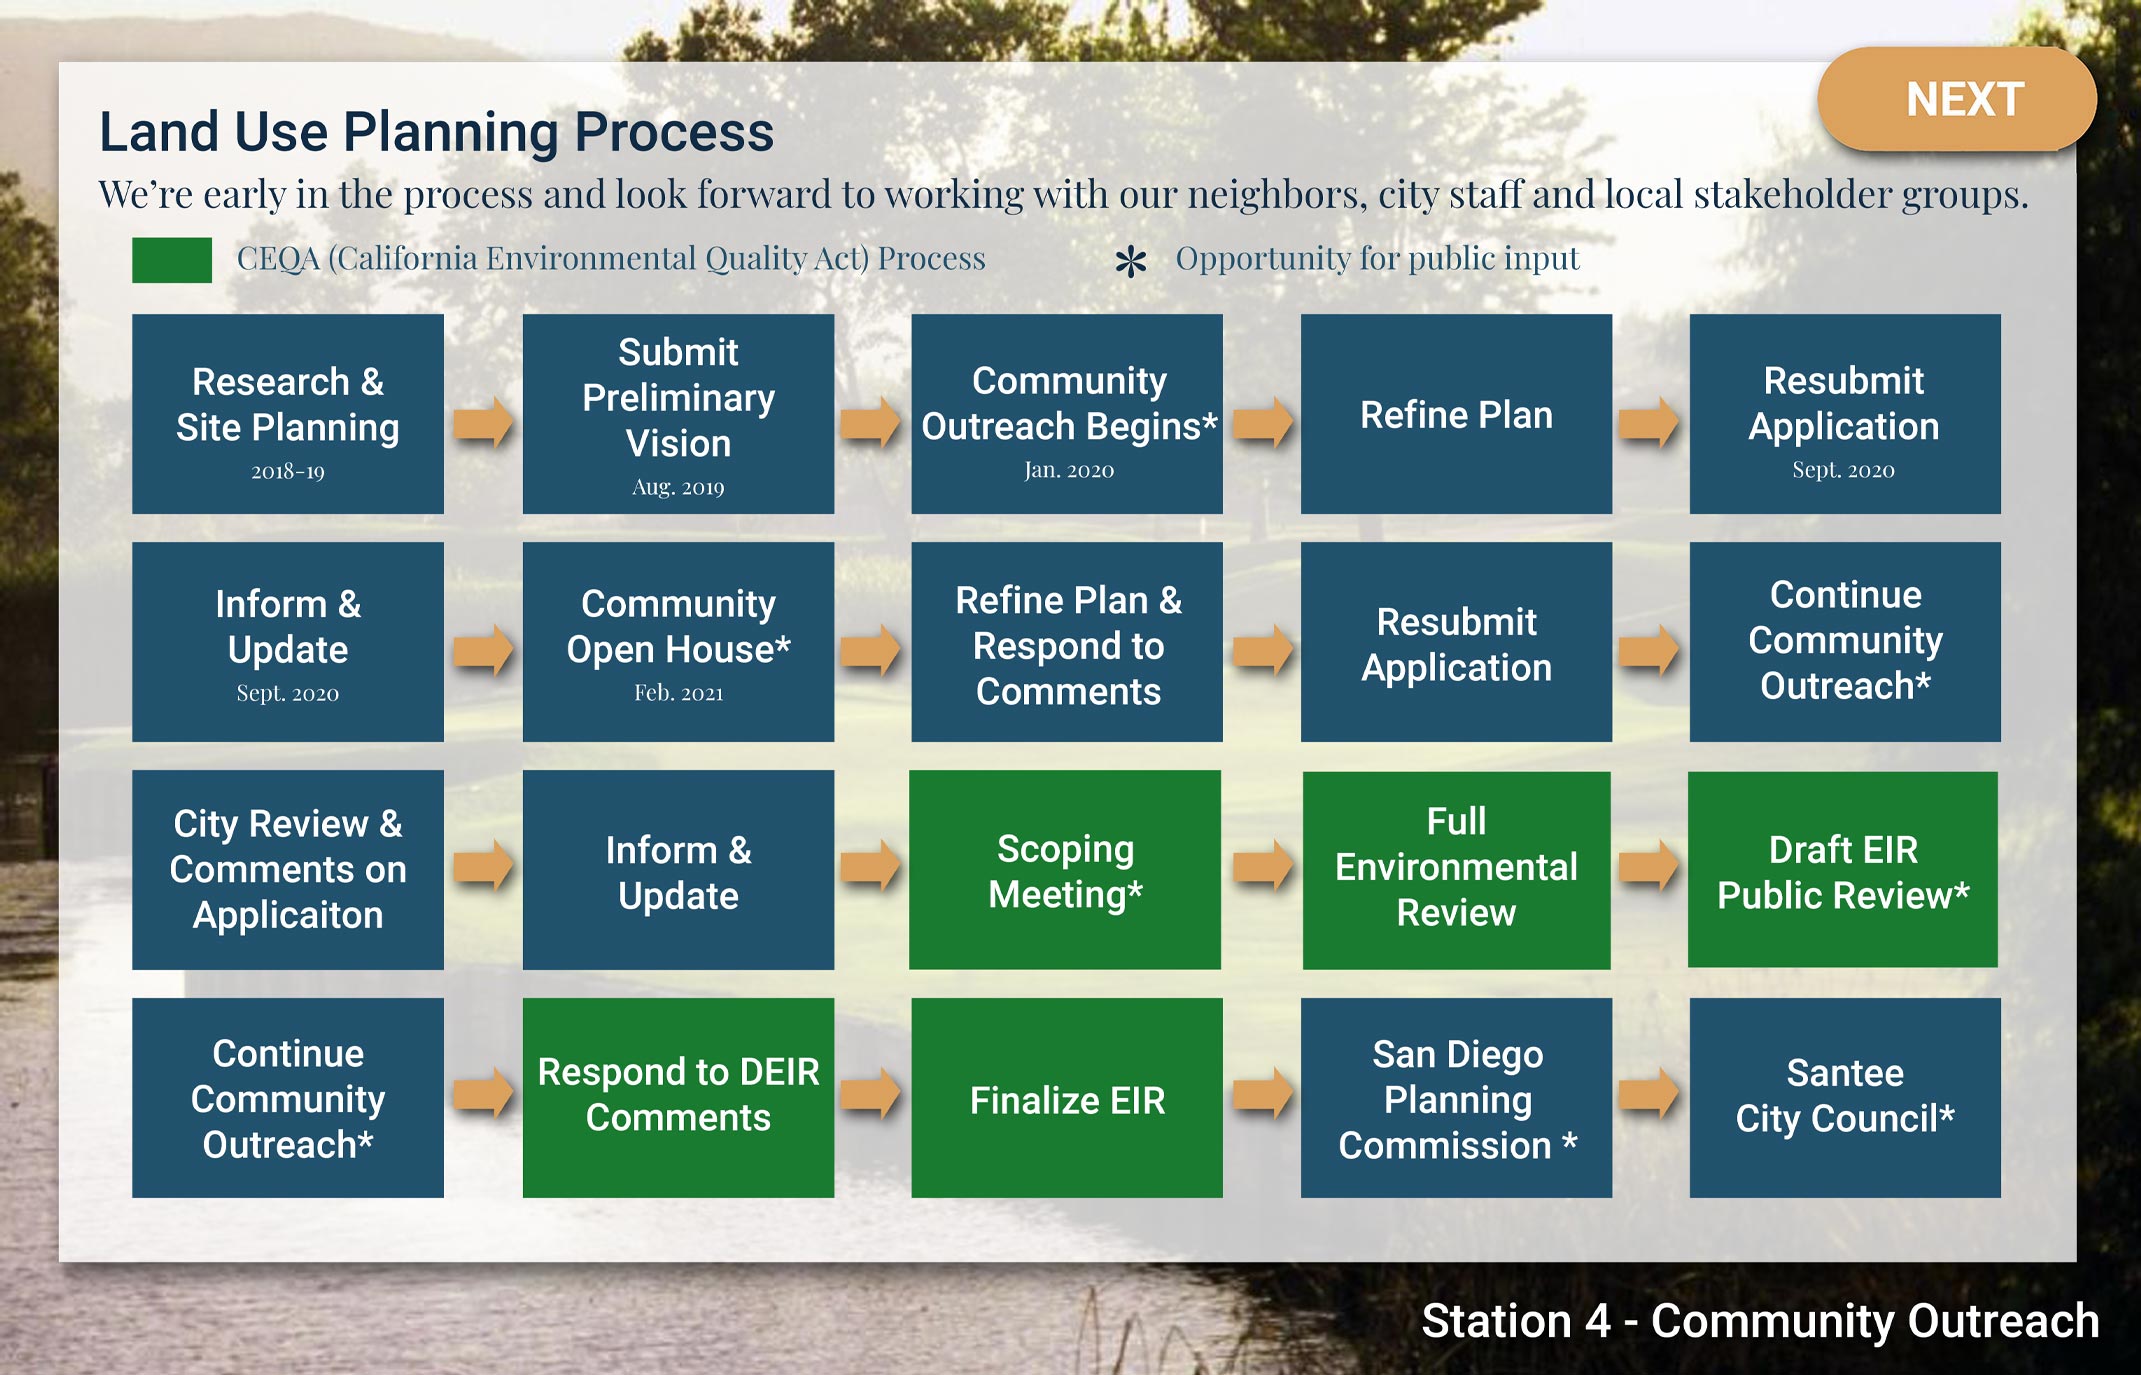 NEXT
Land Use Planning Process
We're early in the process and look forward to working with our neighbors, city staff and local stakeholder groups.
CEQA (California Environmental Quality Act) Process
* Opportunity for public input
Research &
Site Planning
2018-19
Submit
Preliminary
Vision
Aug. 2019
Community
Outreach Begins*
Jan. 2020
Refine Plan
Resubmit
Application
Sept. 2020
Inform &
Update
Sept. 2020
Community
Open House*
Feb. 2021
Refine Plan &
Respond to
Comments
Resubmit
Application
Continue
Community
Outreach*
City Review &
Comments on
Applicaiton
Inform &
Update
Scoping
Meeting*
Full
Environmental
Review
Draft EIR
Public Review*
Continue
Community
Outreach*
Respond to DEIR
Comments
Finalize EIR
San Diego
Planning
Commission *
Santee
City Council*
Station 4 - Community Outreach